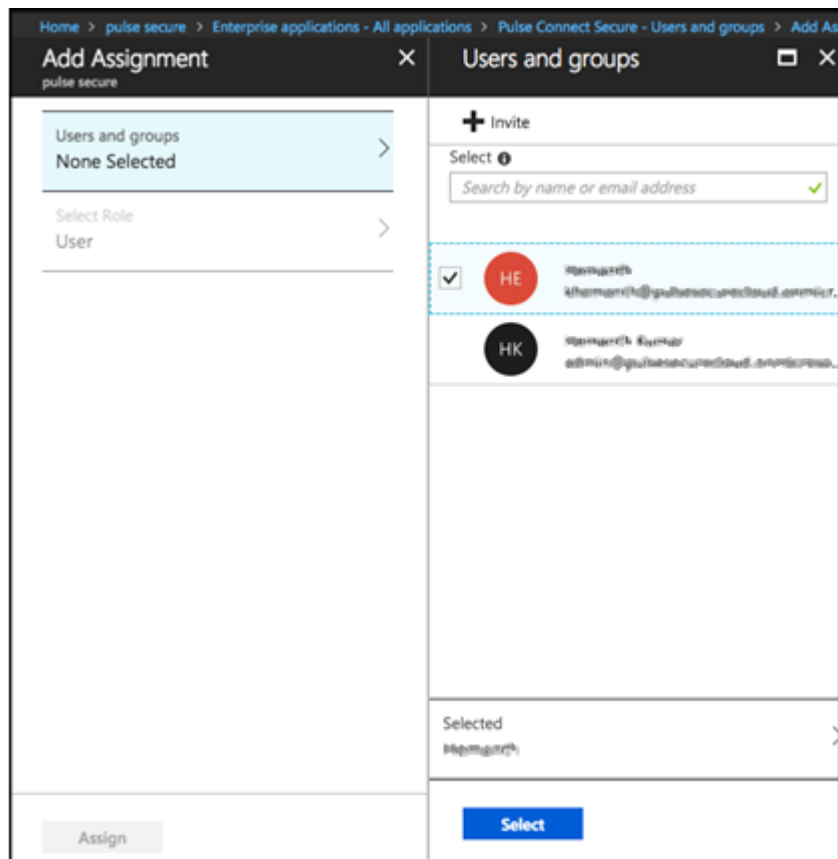 Home > pulse secure > Enterprise applications - All applications > Pulse Connect Secure - Users and groups > Add As
Add Assignment
pulse secure
Users and groups
None Selected
Select Role
User
Assign
Users and groups
Invite
Select
Search by name or email address
HE
HK
Selected
Select